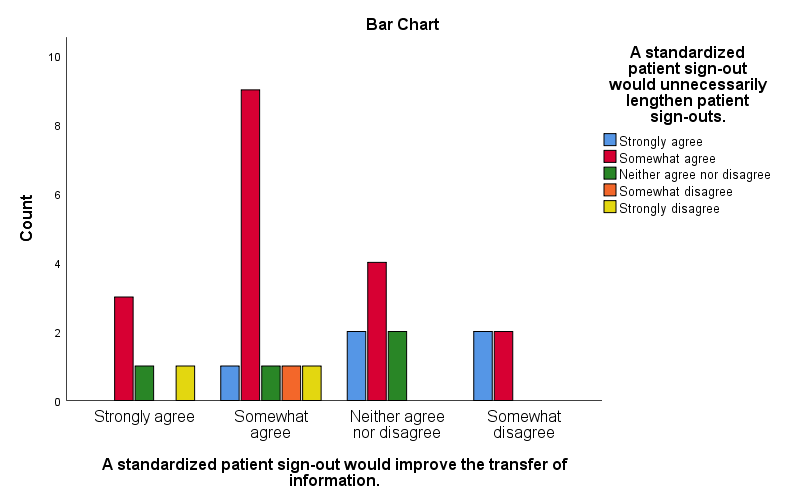 Bar Chart
A standardized
patient sign-out
would unnecessarily
lengthen patient
sign-outs.
Strongly agree
Somewhat agree
Neither agree nor disagree
Somewhat disagree
Strongly disagree
Count
10
8
6
4
2
0
Strongly agree
Somewhat
agree
Neither agree
nor disagree
Somewhat
disagree
A standardized patient sign-out would improve the transfer of
information.